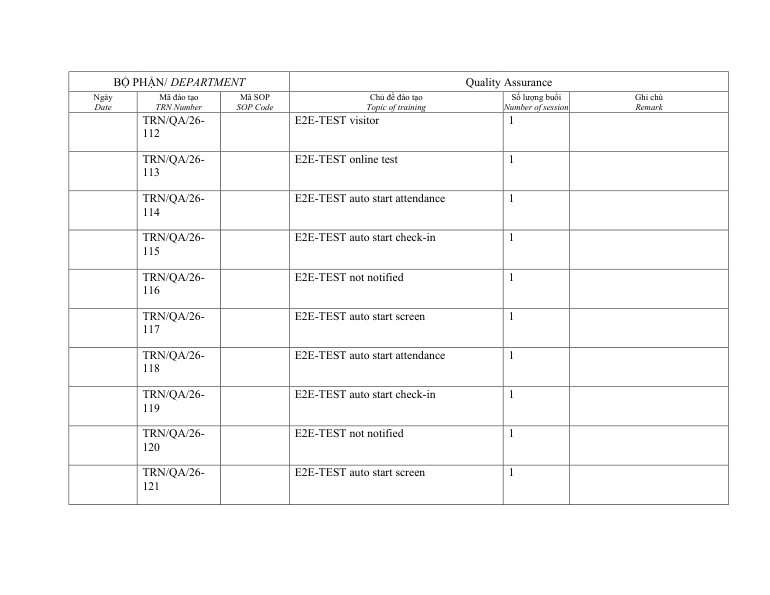 BỘ PHẬN/ DEPARTMENT Quality Assurance
Ngày Mã đào tạo Mã SOP Chủ đề đào tạo Số lượng buổi Ghi chú
Date TRN Number SOP Code Topic of training Number of session Remark
TRN/QA/26- E2E-TEST visitor 1
112
TRN/QA/26- E2E-TEST online test 1
113
TRN/QA/26- E2E-TEST auto start attendance 1
114
TRN/QA/26- E2E-TEST auto start check-in 1
115
TRN/QA/26- E2E-TEST not notified 1
116
TRN/QA/26- E2E-TEST auto start screen 1
117
TRN/QA/26- E2E-TEST auto start attendance 1
118
TRN/QA/26- E2E-TEST auto start check-in 1
119
TRN/QA/26- E2E-TEST not notified 1
120
TRN/QA/26- E2E-TEST auto start screen 1
121